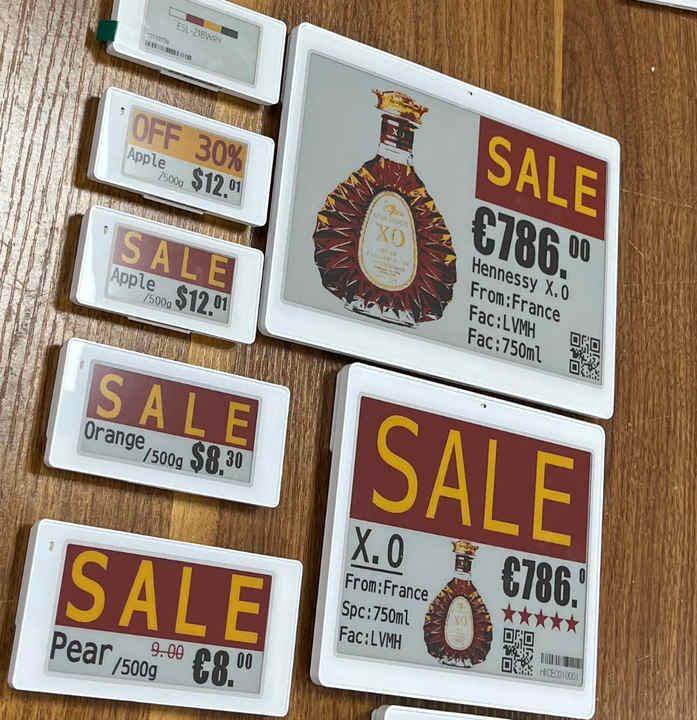 ESL-Z1BWRY
OFF 30%
Apple
/500g $12.01
SALE
Apple
/500g $12.01
SALE
Orange
/500g $8.30
SALE
Pear
/500g
9.00
€8.00
XO
SALE
€786.00
Hennessy X.O
From:France
Fac:LVMH
Fac:750ml
SALE
X.O
From:France
Spc:750ml
Fac:LVMH
€786.0